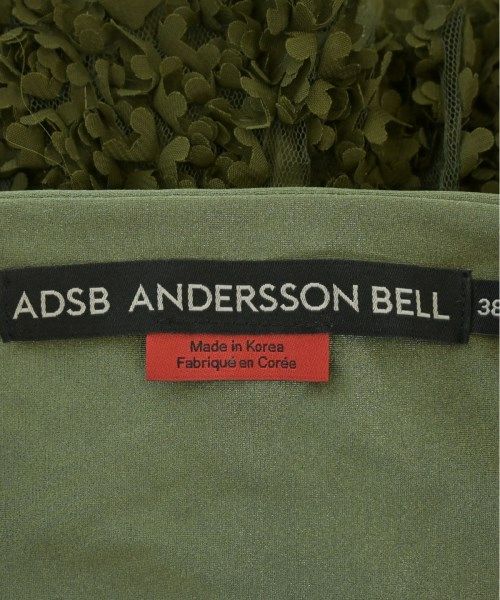 ADSB ANDERSSON BELL
38
Made in Korea
Fabriqué en Corée